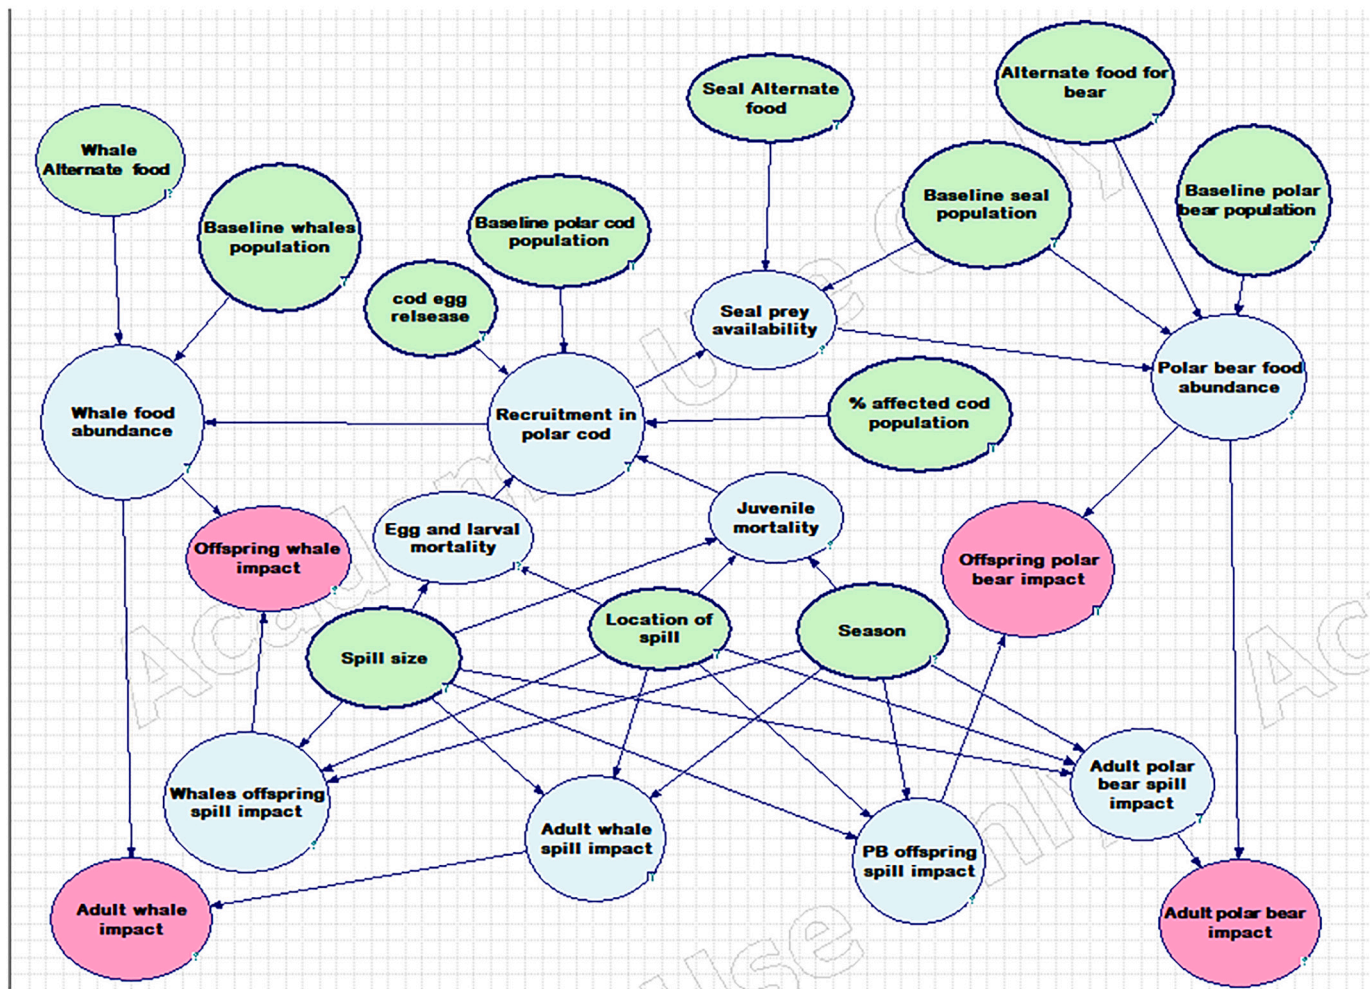 Seal Alternate
food
Alternate food for
bear
Whale
Alternate food
Baseline whales
population
Baseline polar cod
population
Baseline seal
population
Baseline polar
bear population
cod egg
relsease
Seal prey
availability
Polar bear food
abundance
Whale food
abundance
Recruitment in
polar cod
% affected cod
population
Egg and larval
mortality
Juvenile
mortality
Offspring whale
impact
Offspring polar
bear impact
Spill size
Location of
spill
Season
Whales offspring
spill impact
Adult whale
spill impact
PB offspring
spill impact
Adult polar
bear spill
impact
Adult whale
impact
Adult polar bear
impact